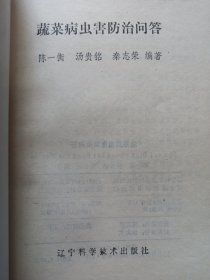 蔬菜病虫害防治问答
陈一衡 汤贵铭 秦志荣 编著
辽宁科学技术出版社